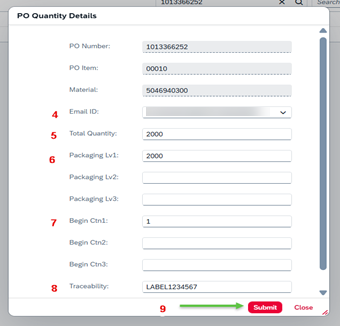 1013366252
Search
PO Quantity Details
PO Number: 1013366252
PO Item: 00010
Material: 5046940300
4 Email ID:
5 Total Quantity: 2000
6 Packaging Lv1: 2000
Packaging Lv2:
Packaging Lv3:
7 Begin Ctn1: 1
Begin Ctn2:
Begin Ctn3:
8 Traceability: LABEL1234567
9 Submit Close